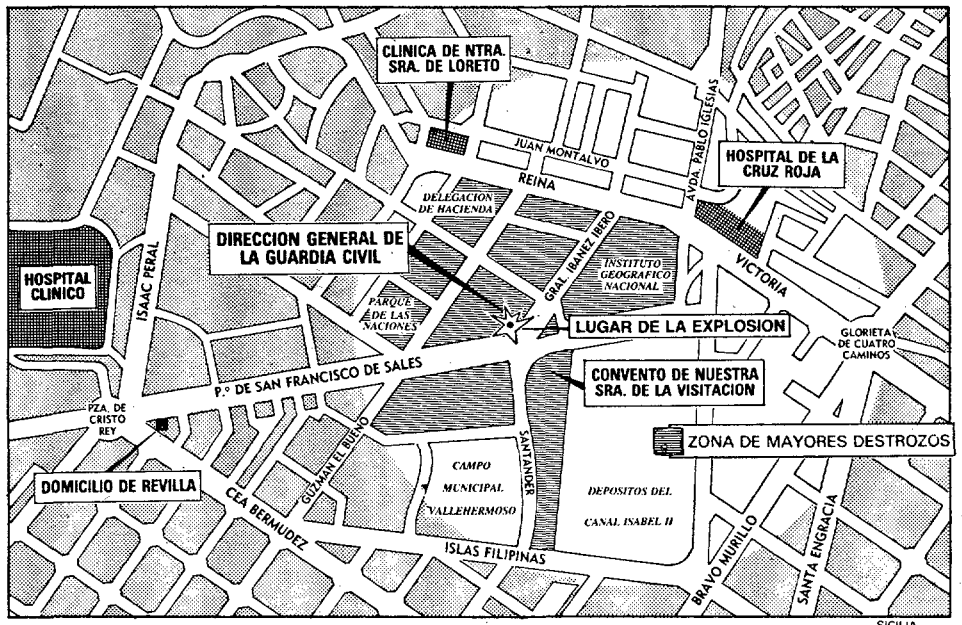 CLINICA DE NTRA.
SRA. DE LORETO
AVDA. PABLO IGLESIAS
JUAN MONTALVO
HOSPITAL DE LA
CRUZ ROJA
REINA
VICTORIA
DELEGACION
DE HACIENDA
DIRECCION GENERAL DE
LA GUARDIA CIVIL
GRAL. IBAÑEZ IBERO
INSTITUTO
GEOGRAFICO
NACIONAL
HOSPITAL
CLINICO
ISAAC PERAL
PARQUE
DE LAS
NACIONES
LUGAR DE LA EXPLOSION
GLORIETA
DE CUATRO
CAMINOS
P.º DE SAN FRANCISCO DE SALES
CONVENTO DE NUESTRA
SRA. DE LA VISITACION
PZA. DE
CRISTO
REY
ZONA DE MAYORES DESTROZOS
DOMICILIO DE REVILLA
GUZMAN EL BUENO
SANTANDER
CAMPO
MUNICIPAL
VALLEHERMOSO
DEPOSITOS DEL
CANAL ISABEL II
CEA BERMUDEZ
ISLAS FILIPINAS
BRAVO MURILLO
SANTA ENGRACIA
SICILIA